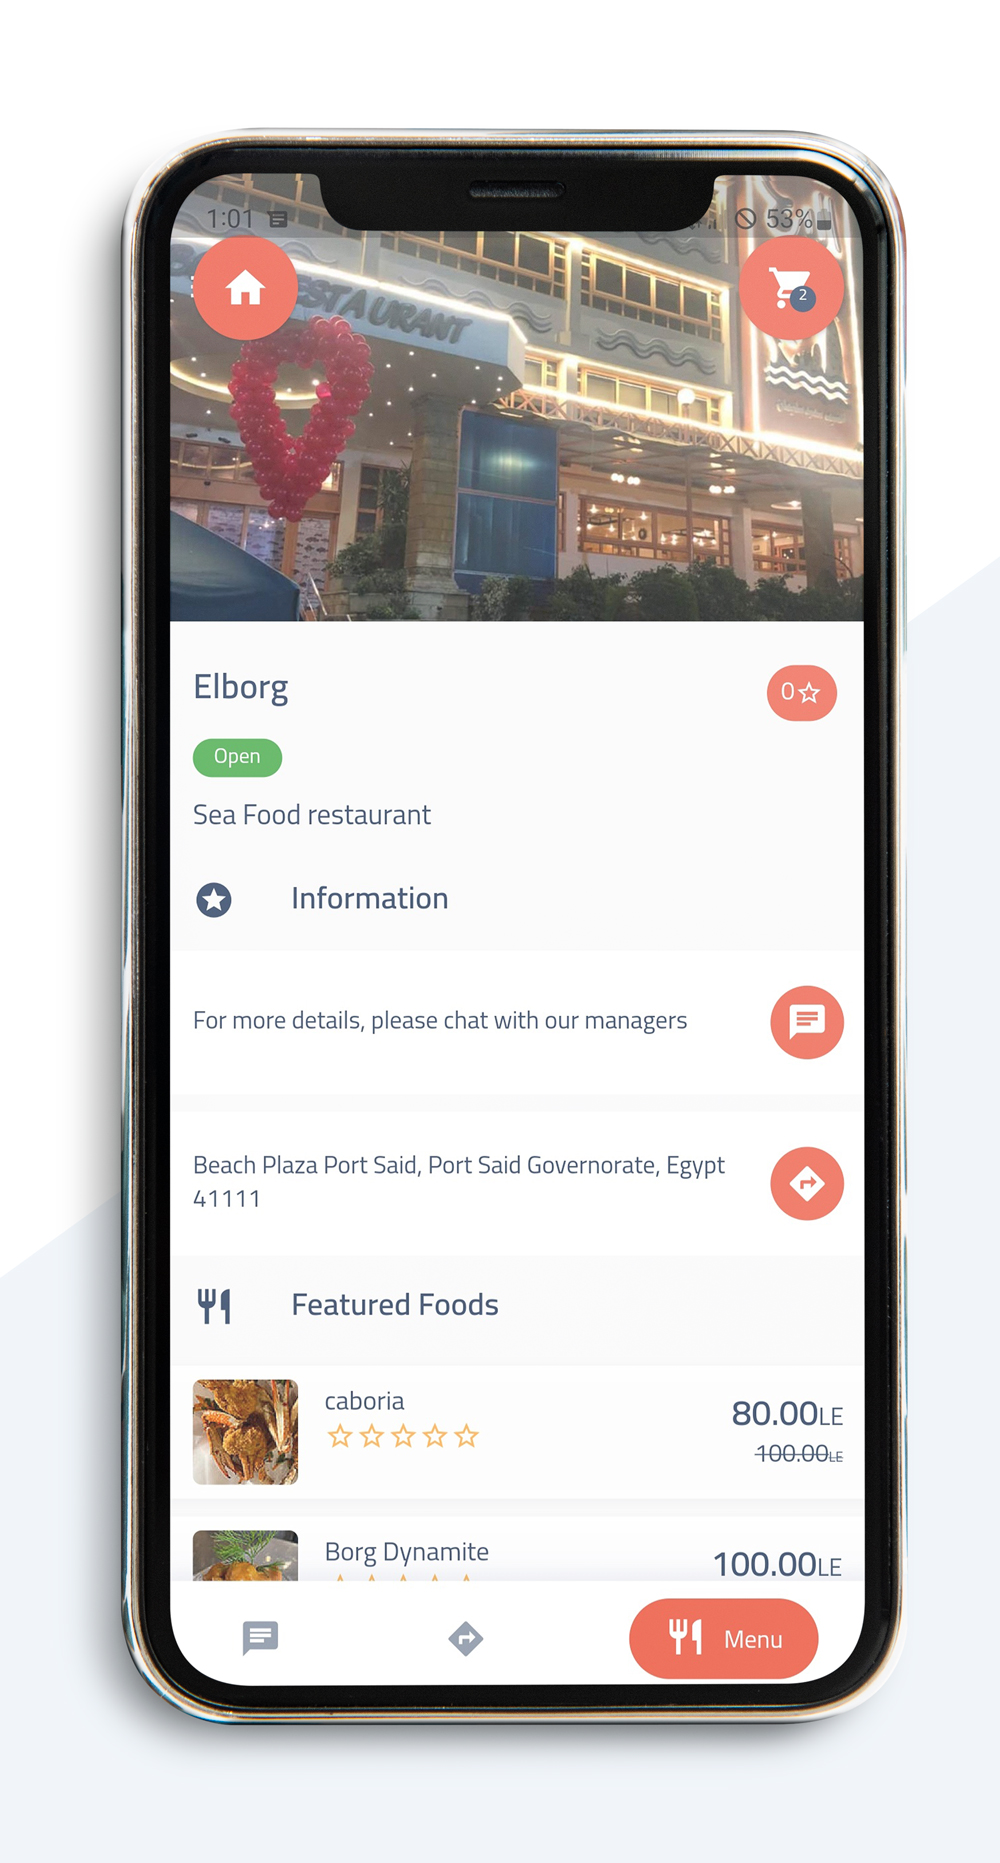 1:01
53%
RESTAURANT
2
Elborg
0
Open
Sea Food restaurant
Information
For more details, please chat with our managers
Beach Plaza Port Said, Port Said Governorate, Egypt
41111
Featured Foods
caboria
80.00LE
100.00LE
Borg Dynamite
100.00LE
Menu